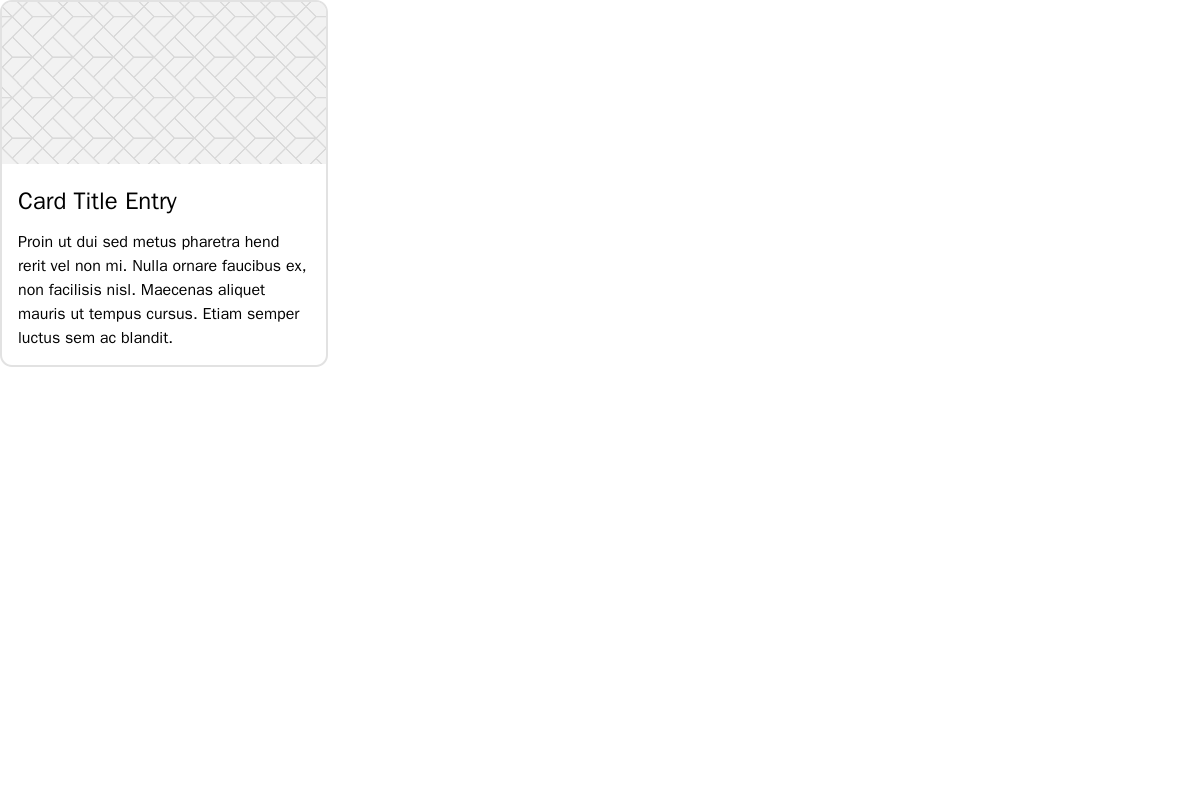 Card Title Entry
Proin ut dui sed metus pharetra hend
rerit vel non mi. Nulla ornare faucibus ex,
non facilisis nisl. Maecenas aliquet
mauris ut tempus cursus. Etiam semper
luctus sem ac blandit.